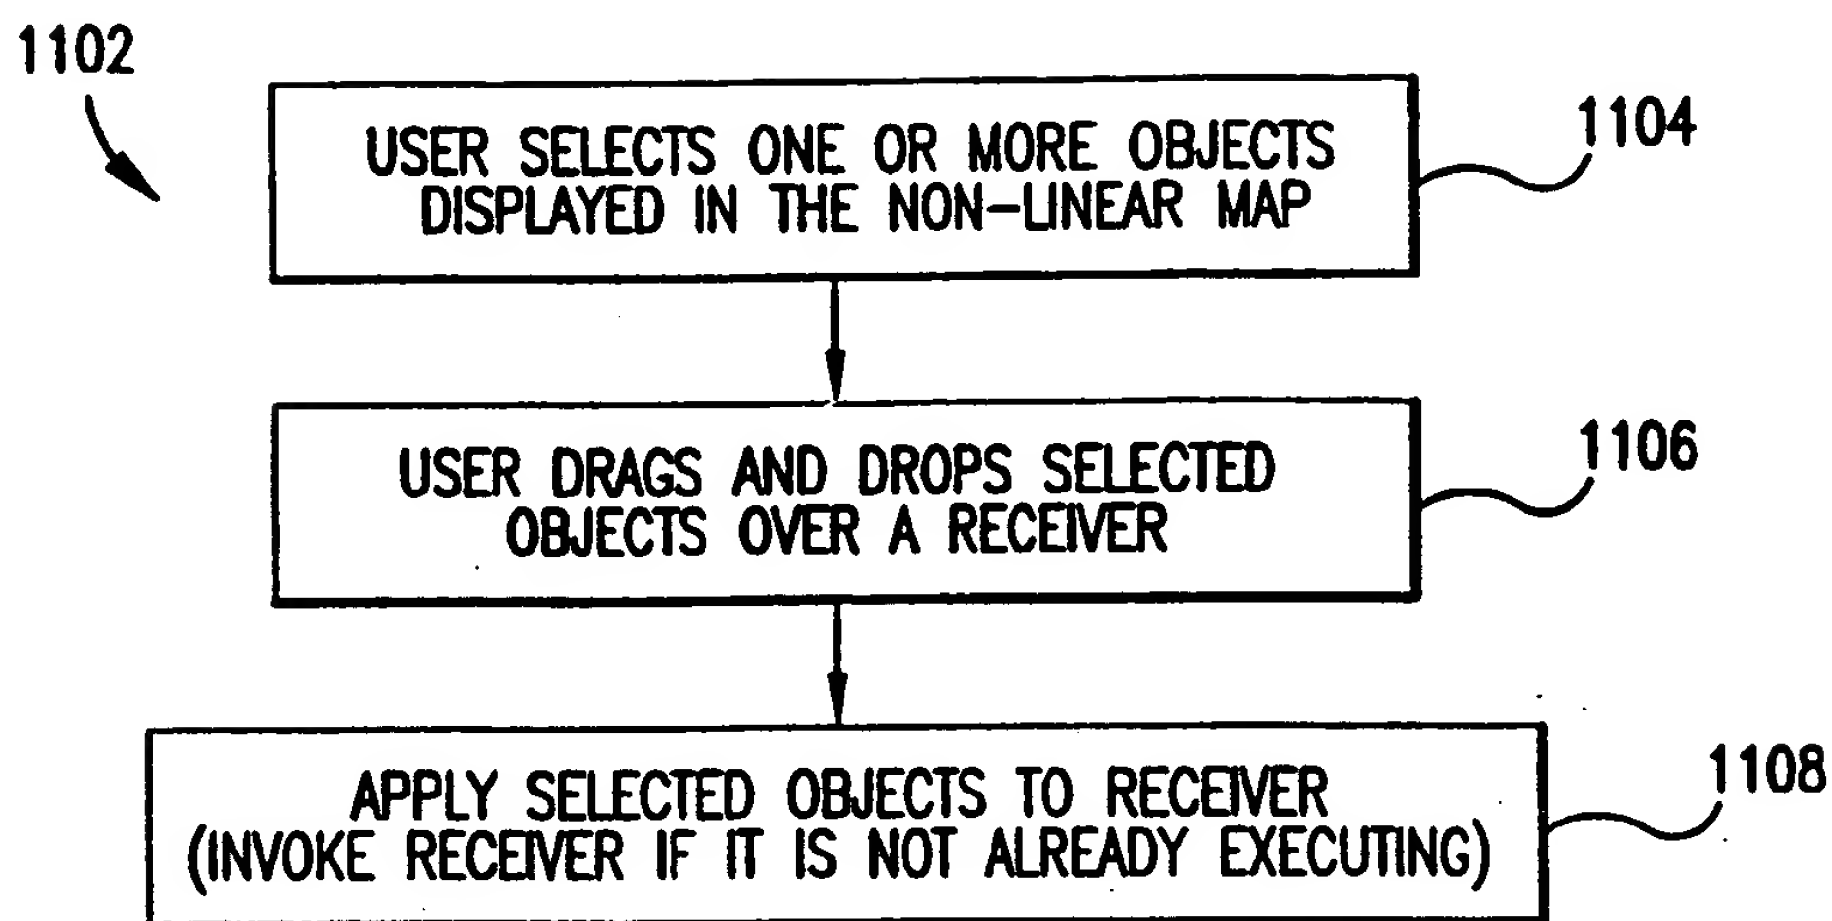 1102
USER SELECTS ONE OR MORE OBJECTS
DISPLAYED IN THE NON-LINEAR MAP
1104
USER DRAGS AND DROPS SELECTED
OBJECTS OVER A RECEIVER
1106
APPLY SELECTED OBJECTS TO RECEIVER
(INVOKE RECEIVER IF IT IS NOT ALREADY EXECUTING)
1108